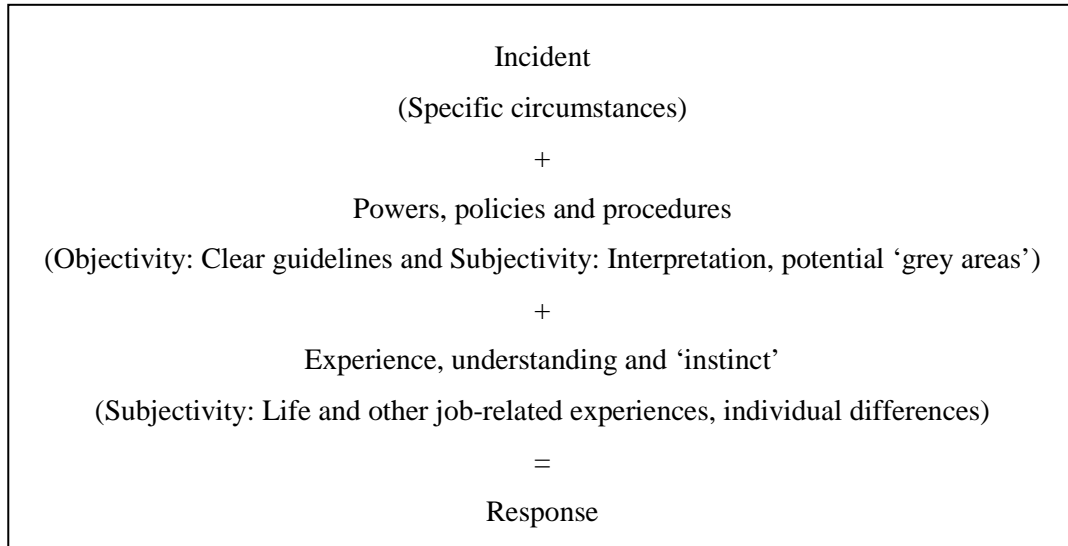 Incident
(Specific circumstances)
+
Powers, policies and procedures
(Objectivity: Clear guidelines and Subjectivity: Interpretation, potential ‘grey areas’)
+
Experience, understanding and ‘instinct’
(Subjectivity: Life and other job-related experiences, individual differences)
=
Response